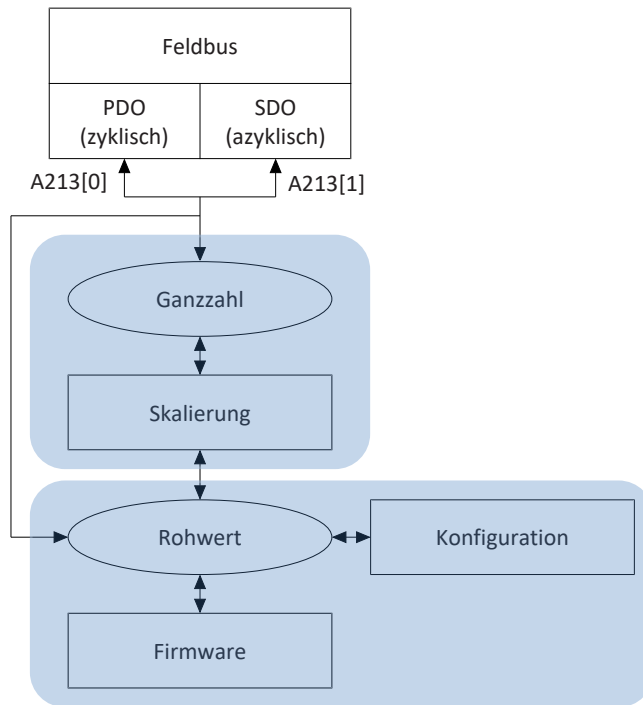 Feldbus
PDO
(zyklisch)
SDO
(azyklisch)
A213[0]
A213[1]
Ganzzahl
Skalierung
Rohwert
Konfiguration
Firmware